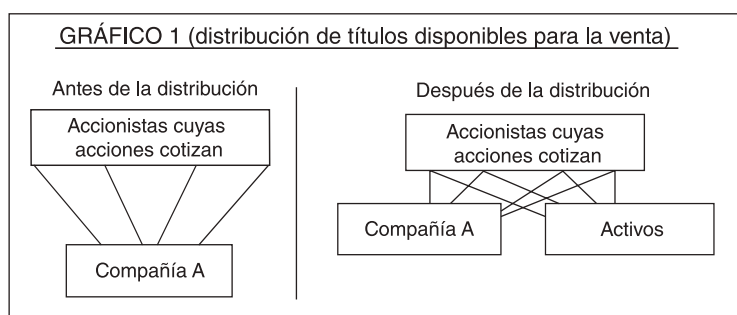 GRÁFICO 1 (distribución de títulos disponibles para la venta)
Antes de la distribución
Accionistas cuyas
acciones cotizan
Compañía A
Después de la distribución
Accionistas cuyas
acciones cotizan
Compañía A
Activos